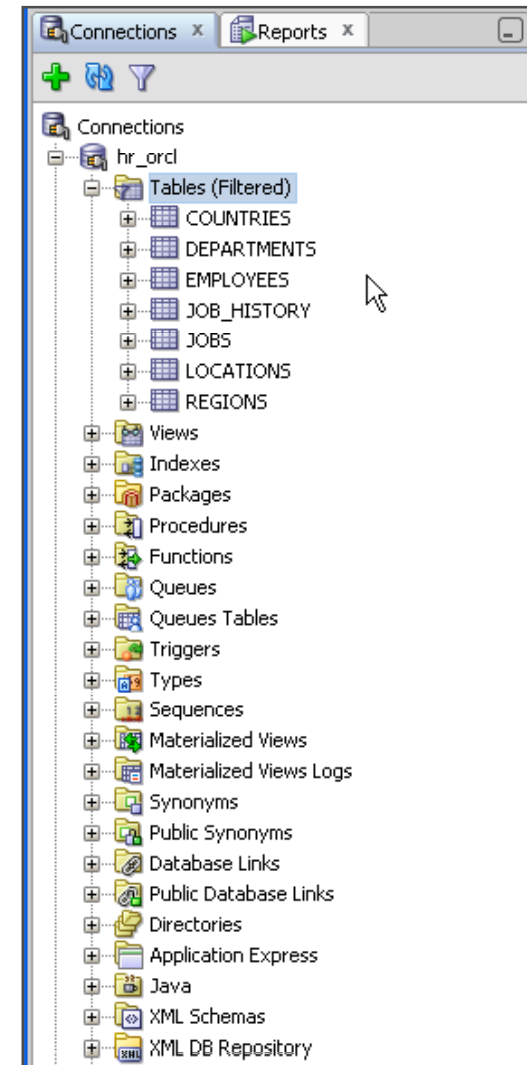 Connections x Reports x
Connections
hr_orcl
Tables (Filtered)
COUNTRIES
DEPARTMENTS
EMPLOYEES
JOB_HISTORY
JOBS
LOCATIONS
REGIONS
Views
Indexes
Packages
Procedures
Functions
Queues
Queues Tables
Triggers
Types
Sequences
Materialized Views
Materialized Views Logs
Synonyms
Public Synonyms
Database Links
Public Database Links
Directories
Application Express
Java
XML Schemas
XML DB Repository